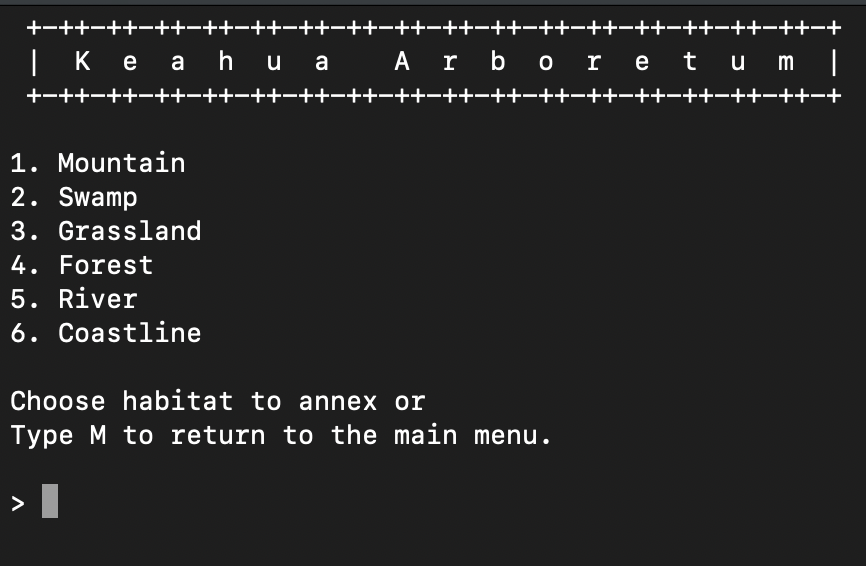 +-++-++-++-++-++-++-++-++-++-++-++-++-++-++-++-++-+
| K e a h u a   A r b o r e t u m |
+-++-++-++-++-++-++-++-++-++-++-++-++-++-++-++-++-+
1. Mountain
2. Swamp
3. Grassland
4. Forest
5. River
6. Coastline
Choose habitat to annex or
Type M to return to the main menu.
>